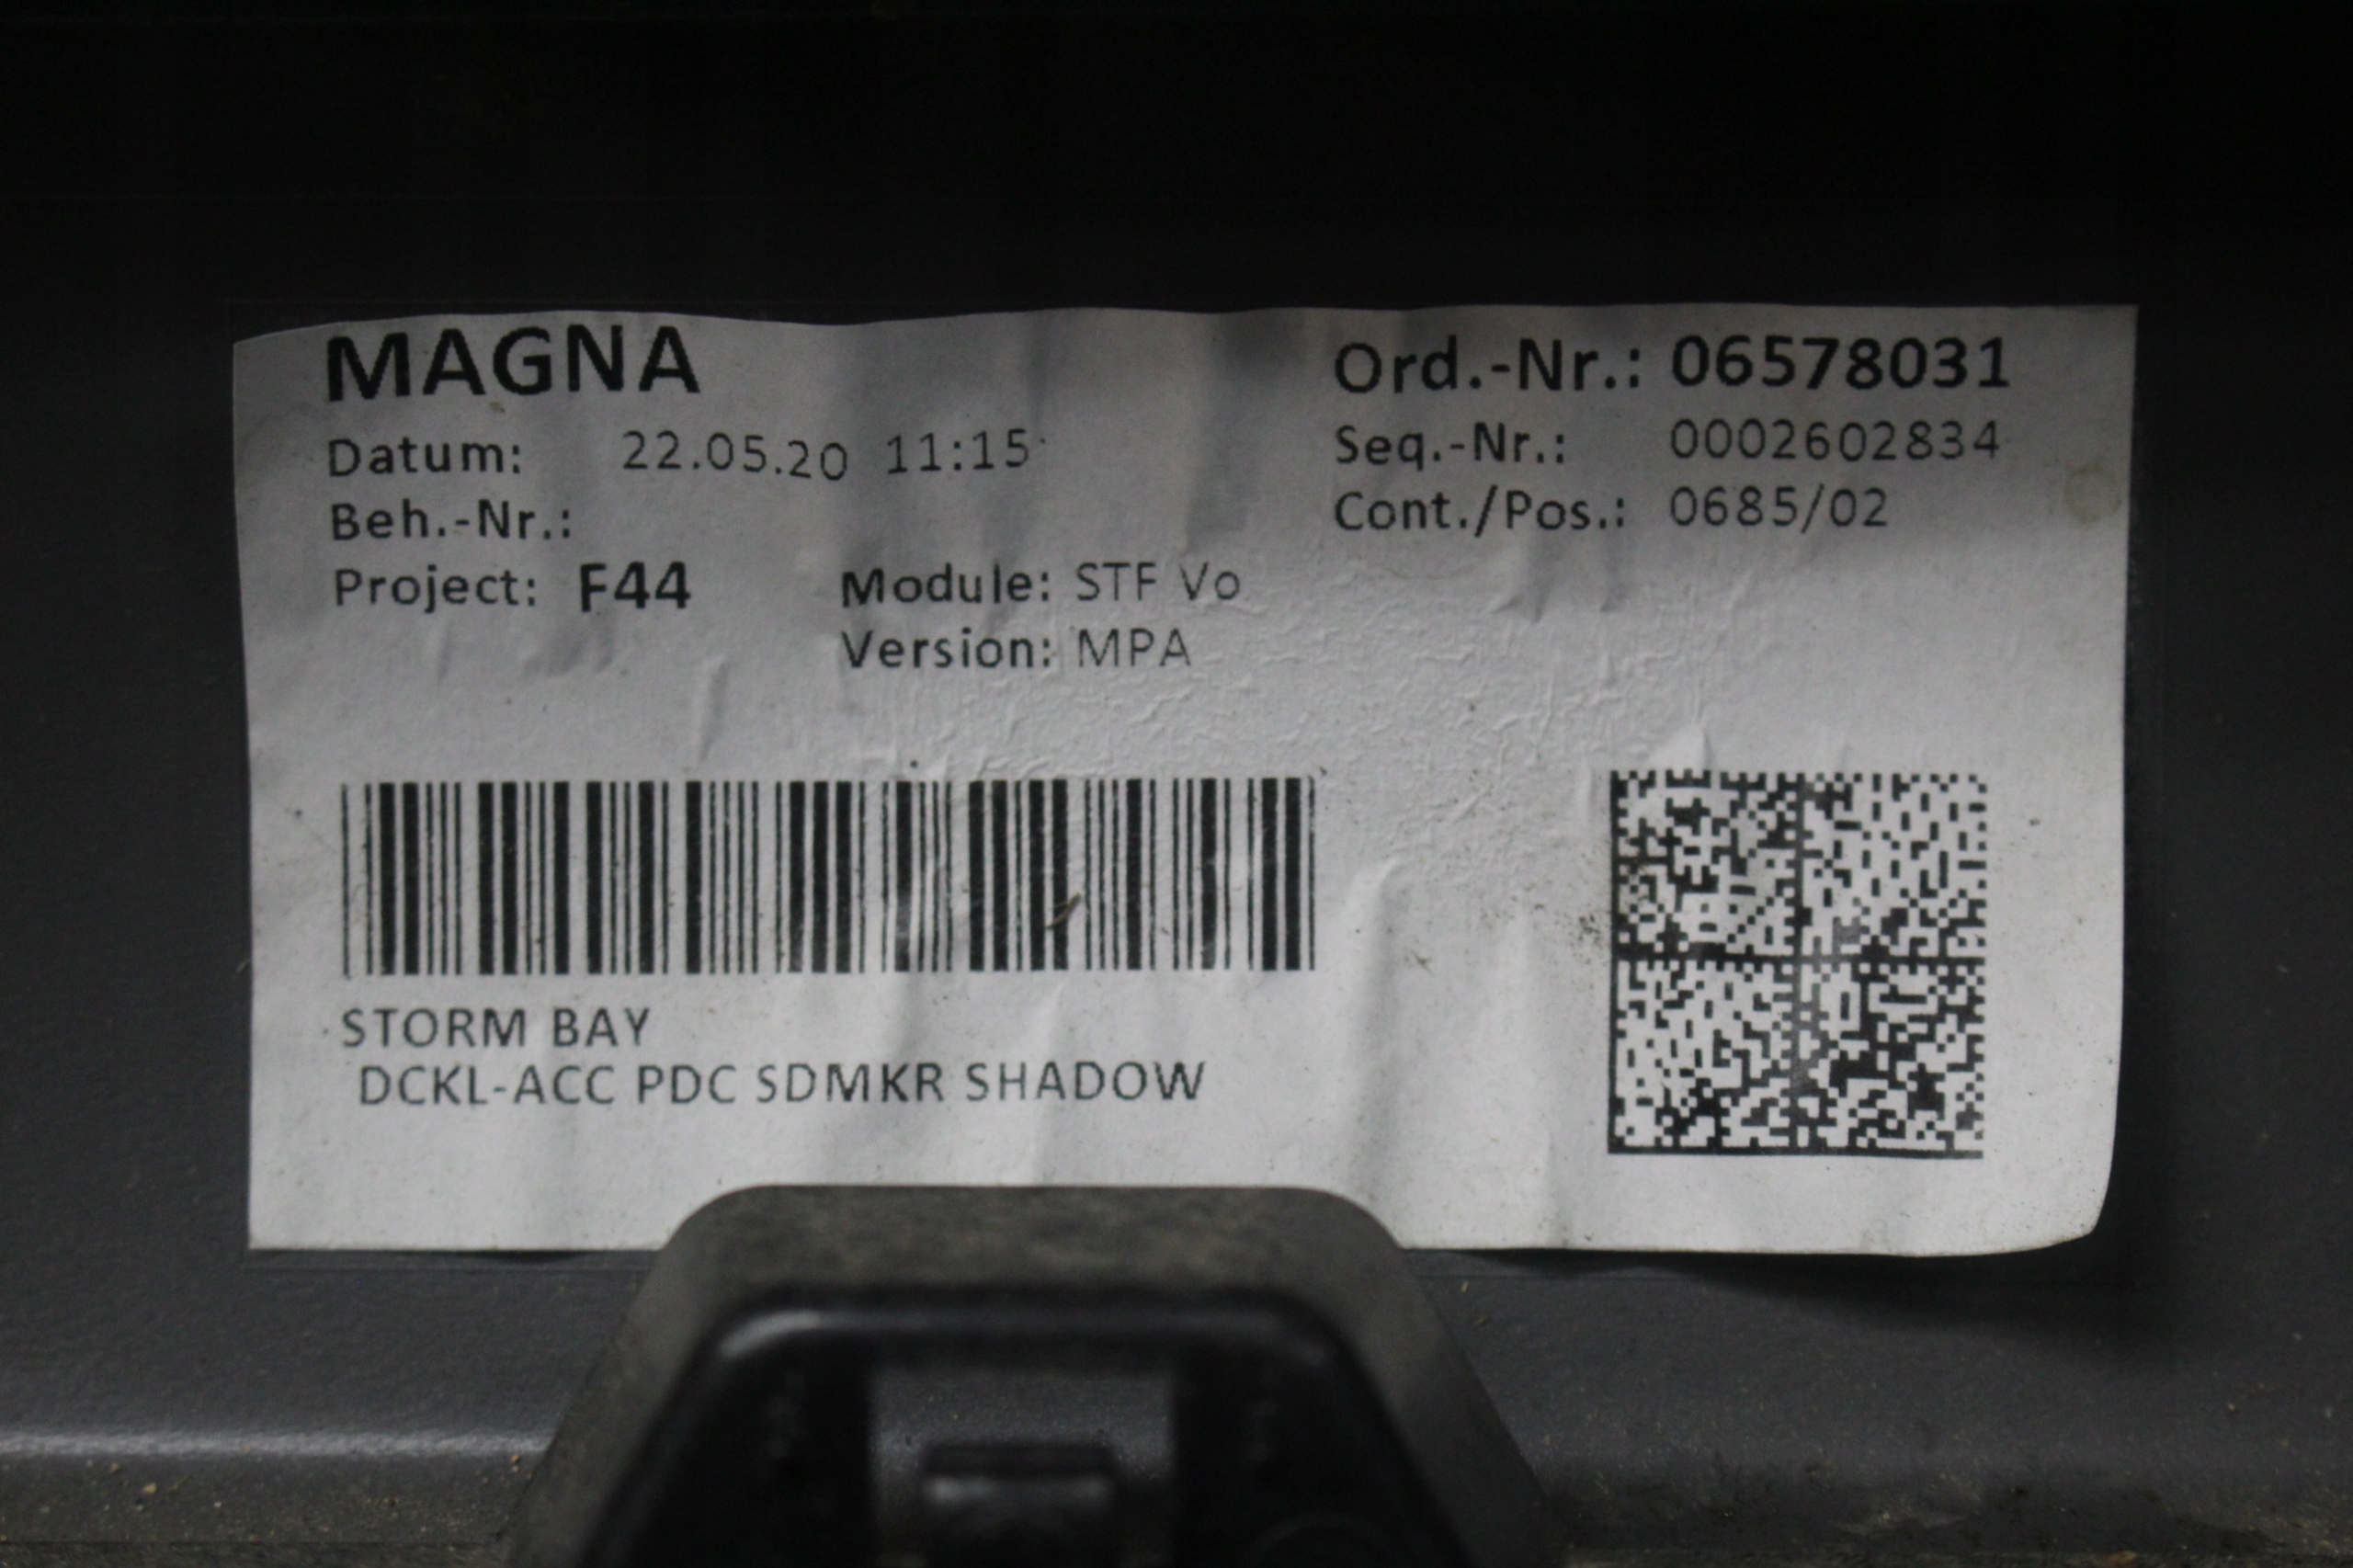 MAGNA
Ord.-Nr.: 06578031
Datum: 22.05.20 11:15
Seq.-Nr.: 0002602834
Beh.-Nr.:
Cont./Pos.: 0685/02
Project: F44
Module: STF Vo
Version: MPA
STORM BAY
DCKL-ACC PDC SDMKR SHADOW